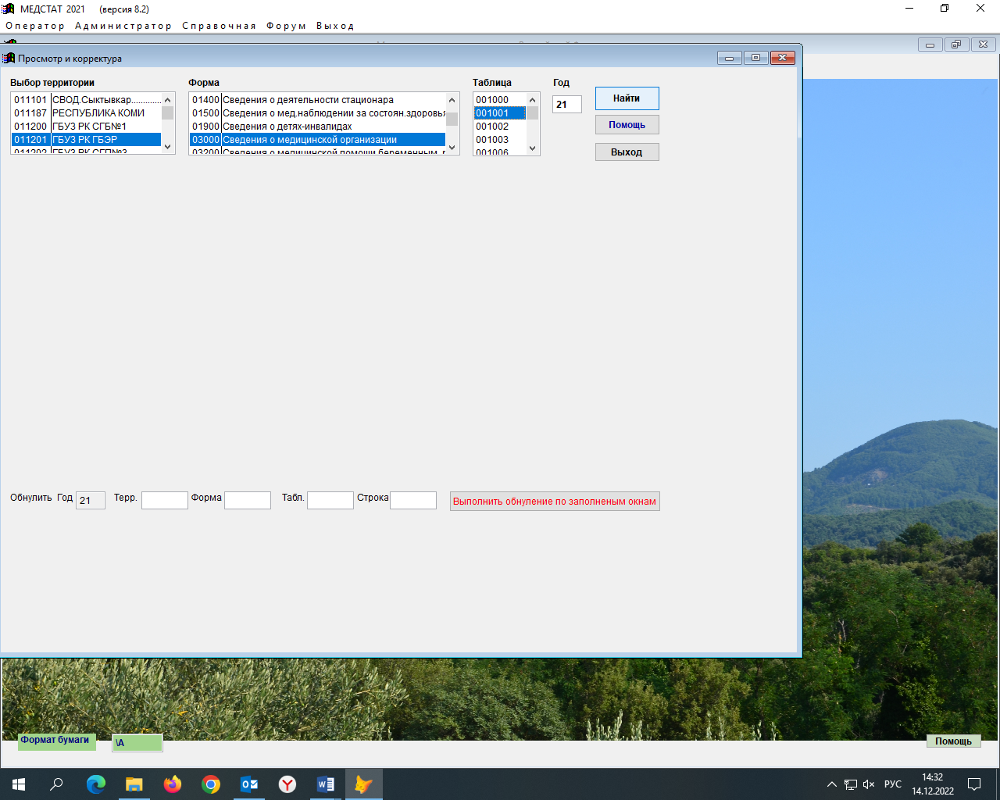 МЕДСТАТ 2021 (версия 8.2)
Оператор Администратор Справочная Форум Выход
Просмотр и корректура
Выбор территории Форма Таблица Год
011101 СВОД.Сыктывкар.............
011187 РЕСПУБЛИКА КОМИ
011200 ГБУЗ РК СГБ№1
011201 ГБУЗ РК ГБЭР
011202 ГБУЗ РК СГП№3
01400 Сведения о деятельности стационара
01500 Сведения о мед.наблюдении за состоян.здоровья
01900 Сведения о детях-инвалидах
03000 Сведения о медицинской организации
03200 Сведения о медицинской помощи беременным,
001000
001001
001002
001003
001006
21
Найти
Помощь
Выход
Обнулить Год 21 Терр. Форма Табл. Строка Выполнить обнуление по заполненым окнам
Формат бумаги \A Помощь
РУС
14:32
14.12.2022